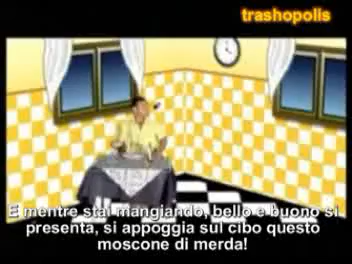 trashopolis
E mentre stai mangiando, bello e buono si
presenta, si appoggia sul cibo questo
moscone di merda!